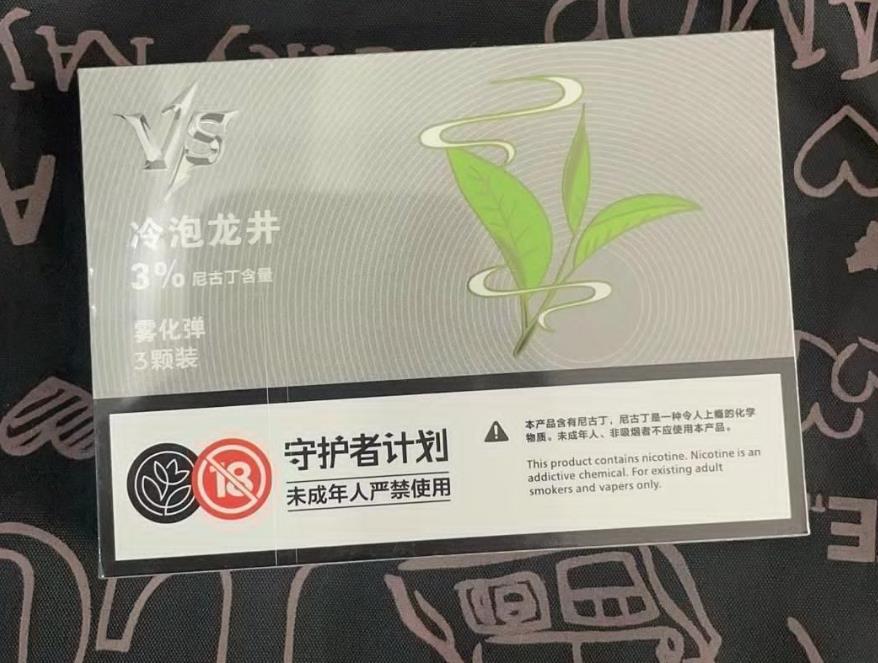 VS
冷泡龙井
3% 尼古丁含量
雾化弹
3颗装
18
守护者计划
未成年人严禁使用
本产品含有尼古丁，尼古丁是一种令人上瘾的化学
物质。未成年人、非吸烟者不应使用本产品。
This product contains nicotine. Nicotine is an
addictive chemical. For existing adult
smokers and vapers only.